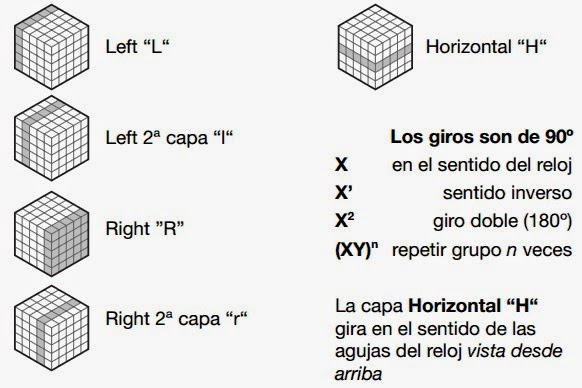 Left “L“
Left 2ª capa “l“
Right ”R”
Right 2ª capa “r“
Horizontal “H“
Los giros son de 90º
X en el sentido del reloj
X’ sentido inverso
X² giro doble (180º)
(XY)ⁿ repetir grupo n veces
La capa Horizontal “H“
gira en el sentido de las
agujas del reloj vista desde
arriba